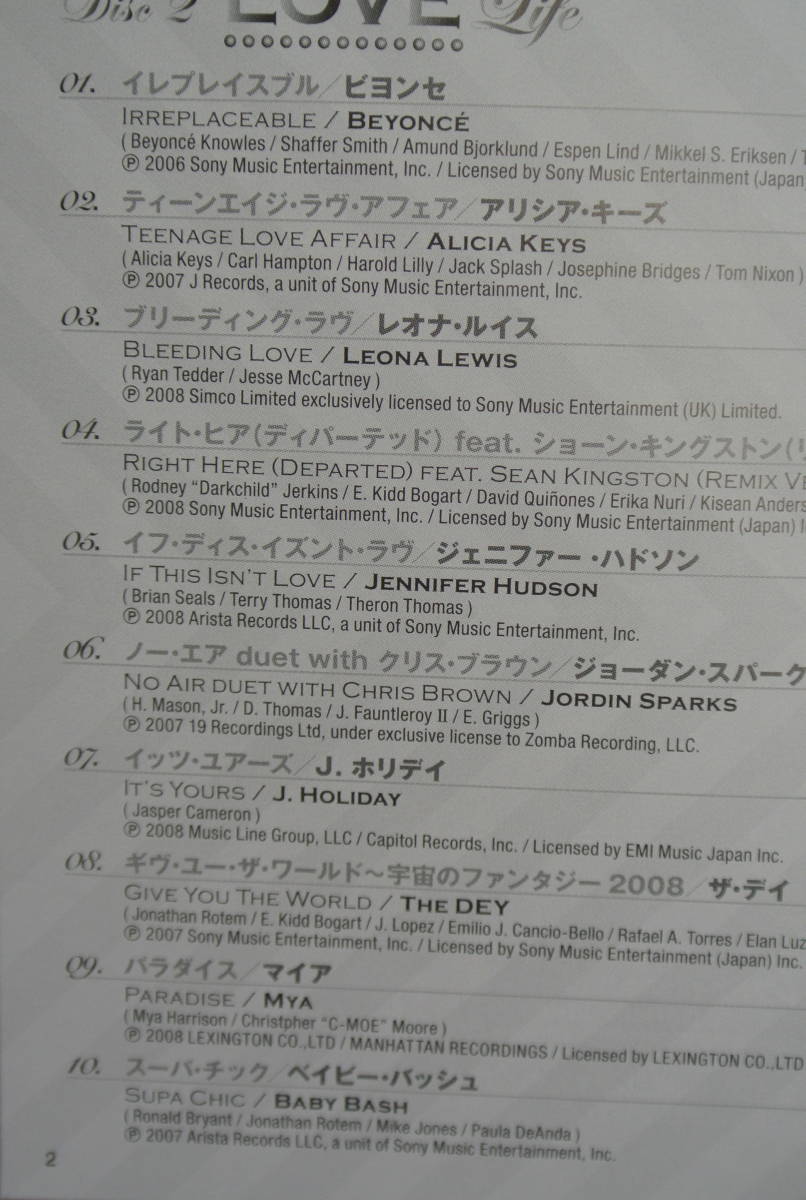 Disc 2 LOVE Life
01. イレプレイスブル／ビヨンセ
IRREPLACEABLE / BEYONCÉ
( Beyoncé Knowles / Shaffer Smith / Amund Bjorklund / Espen Lind / Mikkel S. Eriksen / T
℗ 2006 Sony Music Entertainment, Inc. / Licensed by Sony Music Entertainment (Japan
02. ティーンエイジ・ラヴ・アフェア／アリシア・キーズ
TEENAGE LOVE AFFAIR / ALICIA KEYS
( Alicia Keys / Carl Hampton / Harold Lilly / Jack Splash / Josephine Bridges / Tom Nixon )
℗ 2007 J Records, a unit of Sony Music Entertainment, Inc.
03. ブリーディング・ラヴ／レオナ・ルイス
BLEEDING LOVE / LEONA LEWIS
( Ryan Tedder / Jesse McCartney )
℗ 2008 Simco Limited exclusively licensed to Sony Music Entertainment (UK) Limited.
04. ライト・ヒア(ディパーテッド) feat. ショーン・キングストン(リ
RIGHT HERE (DEPARTED) FEAT. SEAN KINGSTON (REMIX VE
( Rodney “Darkchild” Jerkins / E. Kidd Bogart / David Quiñones / Erika Nuri / Kisean Anders
℗ 2008 Sony Music Entertainment, Inc. / Licensed by Sony Music Entertainment (Japan) I
05. イフ・ディス・イズント・ラヴ／ジェニファー・ハドソン
IF THIS ISN'T LOVE / JENNIFER HUDSON
( Brian Seals / Terry Thomas / Theron Thomas )
℗ 2008 Arista Records LLC, a unit of Sony Music Entertainment, Inc.
06. ノー・エア duet with クリス・ブラウン／ジョーダン・スパーク
NO AIR DUET WITH CHRIS BROWN / JORDIN SPARKS
( H. Mason, Jr. / D. Thomas / J. Fauntleroy II / E. Griggs )
℗ 2007 19 Recordings Ltd, under exclusive license to Zomba Recording, LLC.
07. イッツ・ユアーズ／J. ホリデイ
IT'S YOURS / J. HOLIDAY
( Jasper Cameron )
℗ 2008 Music Line Group, LLC / Capitol Records, Inc. / Licensed by EMI Music Japan Inc.
08. ギヴ・ユー・ザ・ワールド～宇宙のファンタジー2008／ザ・デイ
GIVE YOU THE WORLD / THE DEY
( Jonathan Rotem / E. Kidd Bogart / J. Lopez / Emilio J. Cancio-Bello / Rafael A. Torres / Elan Luz
℗ 2007 Sony Music Entertainment, Inc. / Licensed by Sony Music Entertainment (Japan) Inc.
09. パラダイス／マイア
PARADISE / MYA
( Mya Harrison / Christpher “C-MOE” Moore )
℗ 2008 LEXINGTON CO.,LTD / MANHATTAN RECORDINGS / Licensed by LEXINGTON CO.,LTD
10. スーパ・チック／ベイビー・バッシュ
SUPA CHIC / BABY BASH
( Ronald Bryant / Jonathan Rotem / Mike Jones / Paula DeAnda )
℗ 2007 Arista Records LLC, a unit of Sony Music Entertainment, Inc.
2